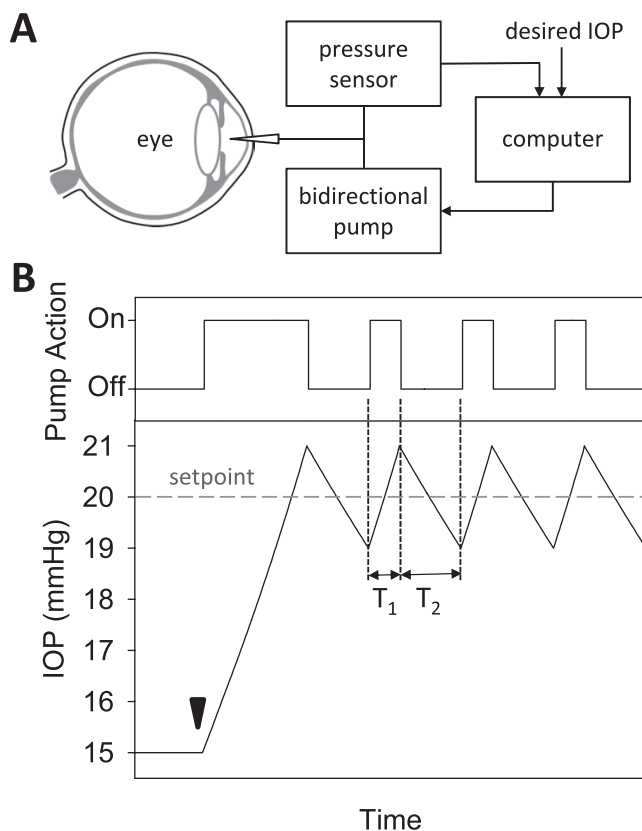 A
pressure
sensor
desired IOP
eye
computer
bidirectional
pump
B
Pump Action
On
Off
IOP (mmHg)
21
setpoint
20
19
18
17
16
15
T₁ T₂
Time